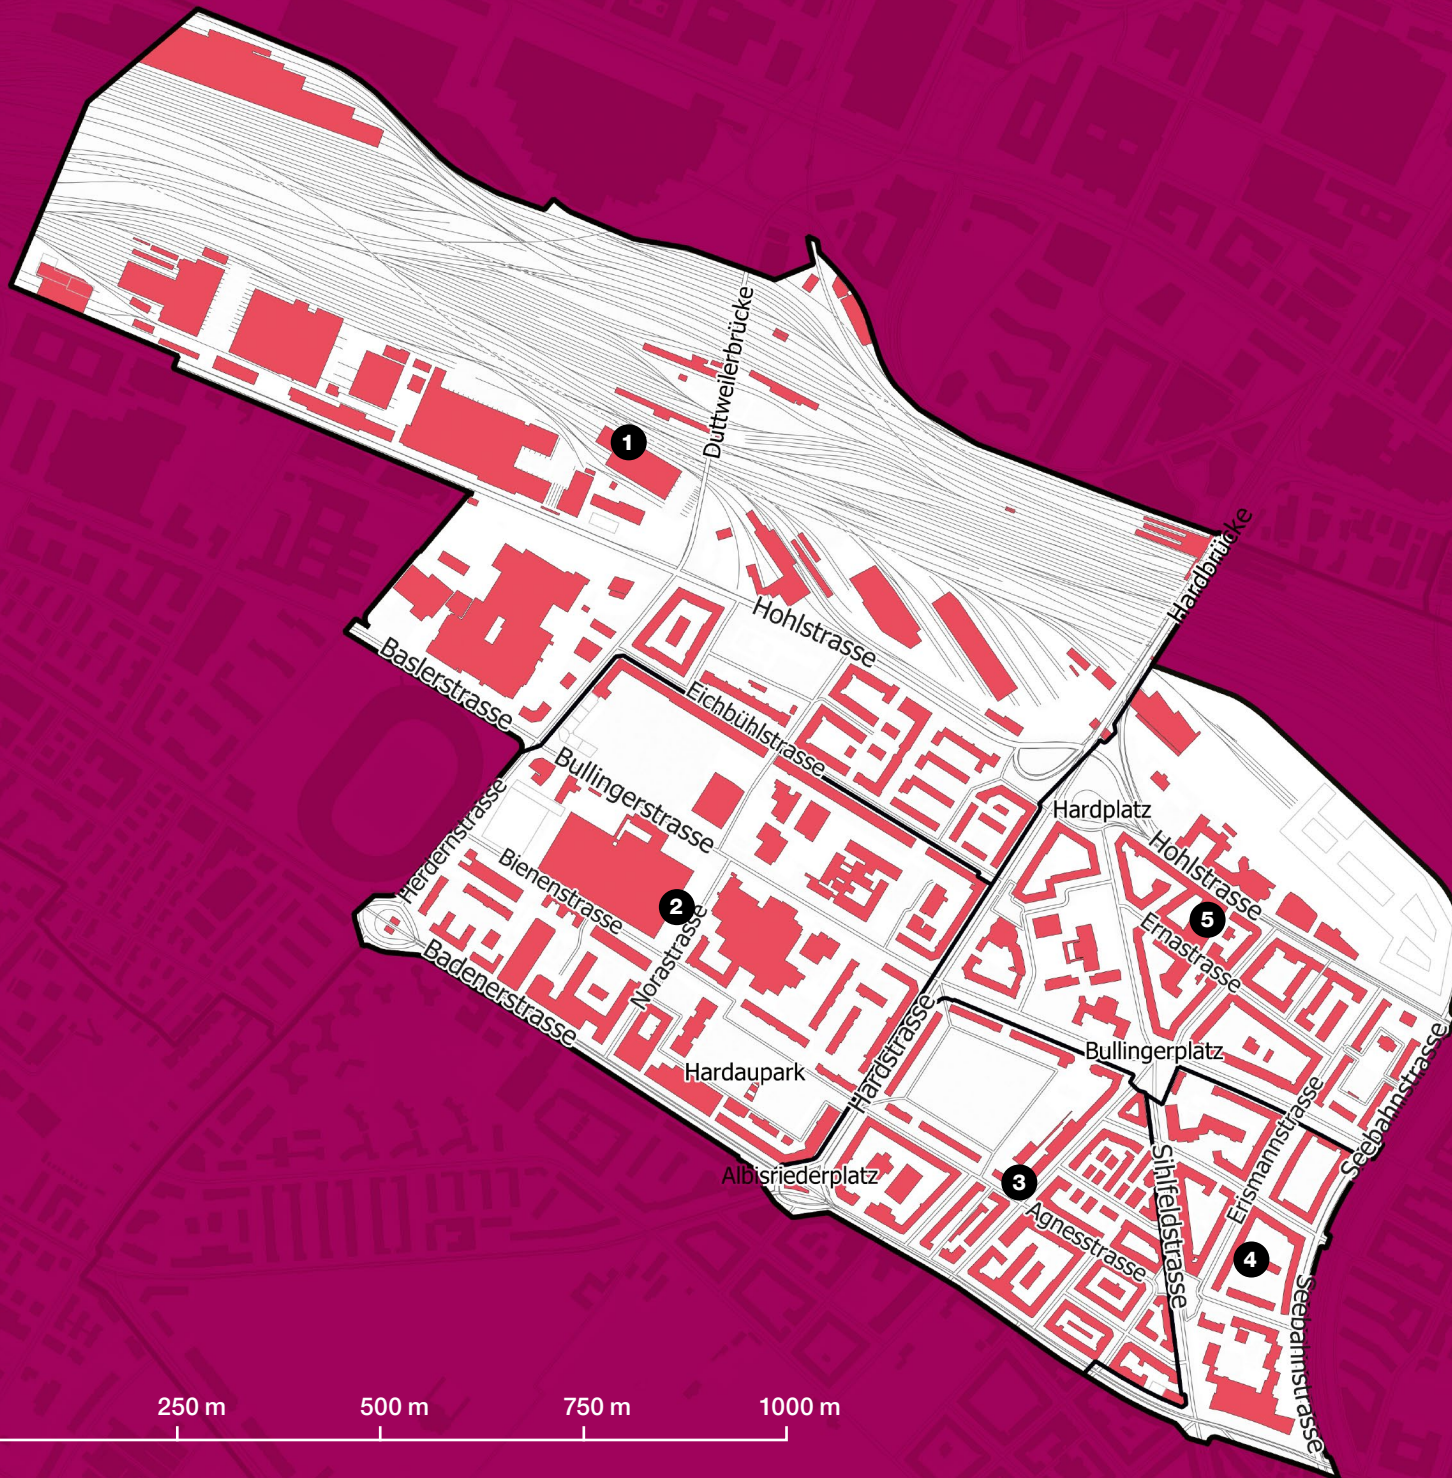 Duttweilerbrücke
1
Hardbrücke
Hohlstrasse
Baslerstrasse
Eichbühlstrasse
Bullingerstrasse
Hardplatz
Herdernstrasse
Hohlstrasse
Bienenstrasse
2
5
Norastrasse
Ernastrasse
Badenerstrasse
Hardstrasse
Bullingerplatz
Hardaupark
Seebahnstrasse
Erismannstrasse
Albisriederplatz
3
Sihlfeldstrasse
Agnesstrasse
4
Seebahnstrasse
250 m 500 m 750 m 1000 m